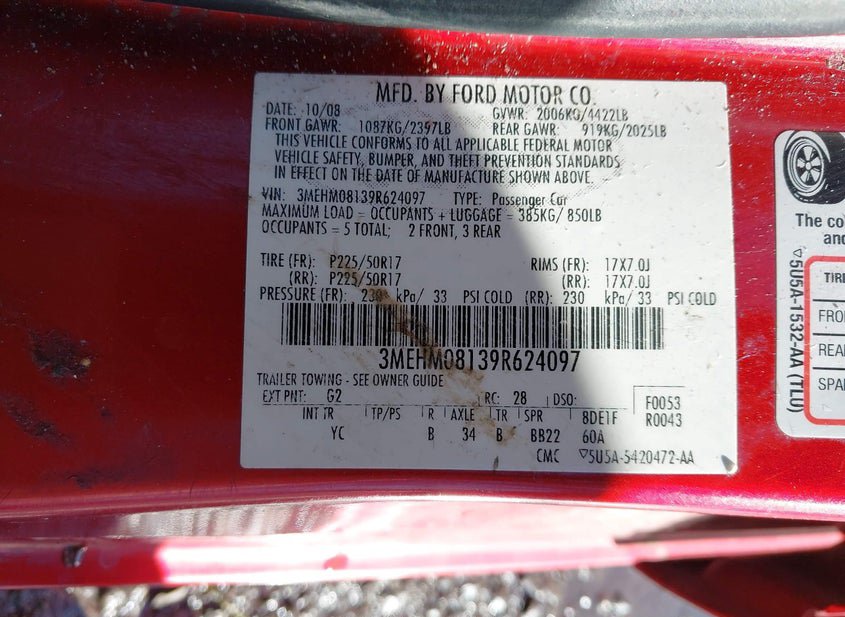 MFD. BY FORD MOTOR CO.
DATE: 10/08 GVWR: 2006KG/4422LB
FRONT GAWR: 1087KG/2397LB REAR GAWR: 919KG/2025LB
THIS VEHICLE CONFORMS TO ALL APPLICABLE FEDERAL MOTOR
VEHICLE SAFETY, BUMPER, AND THEFT PREVENTION STANDARDS
IN EFFECT ON THE DATE OF MANUFACTURE SHOWN ABOVE.
VIN: 3MEHM08139R624097 TYPE: Passenger Car
MAXIMUM LOAD = OCCUPANTS + LUGGAGE = 385KG/ 850LB
OCCUPANTS = 5 TOTAL; 2 FRONT, 3 REAR
TIRE (FR): P225/50R17 RIMS (FR): 17X7.0J
(RR): P225/50R17 (RR): 17X7.0J
PRESSURE (FR): 230 kPa/ 33 PSI COLD (RR): 230 kPa/ 33 PSI COLD
3MEHM08139R624097
TRAILER TOWING - SEE OWNER GUIDE
EXT PNT: G2 RC: 28 DSO: F0053
INT TR TP/PS R AXLE TR SPR 8DE1F R0043
YC B 34 B BB22 60A
CMC ▽5U5A-5420472-AA
The co
an
TIRE
FRO
REA
SPA
▽5U5A-1532-AA (TLU)